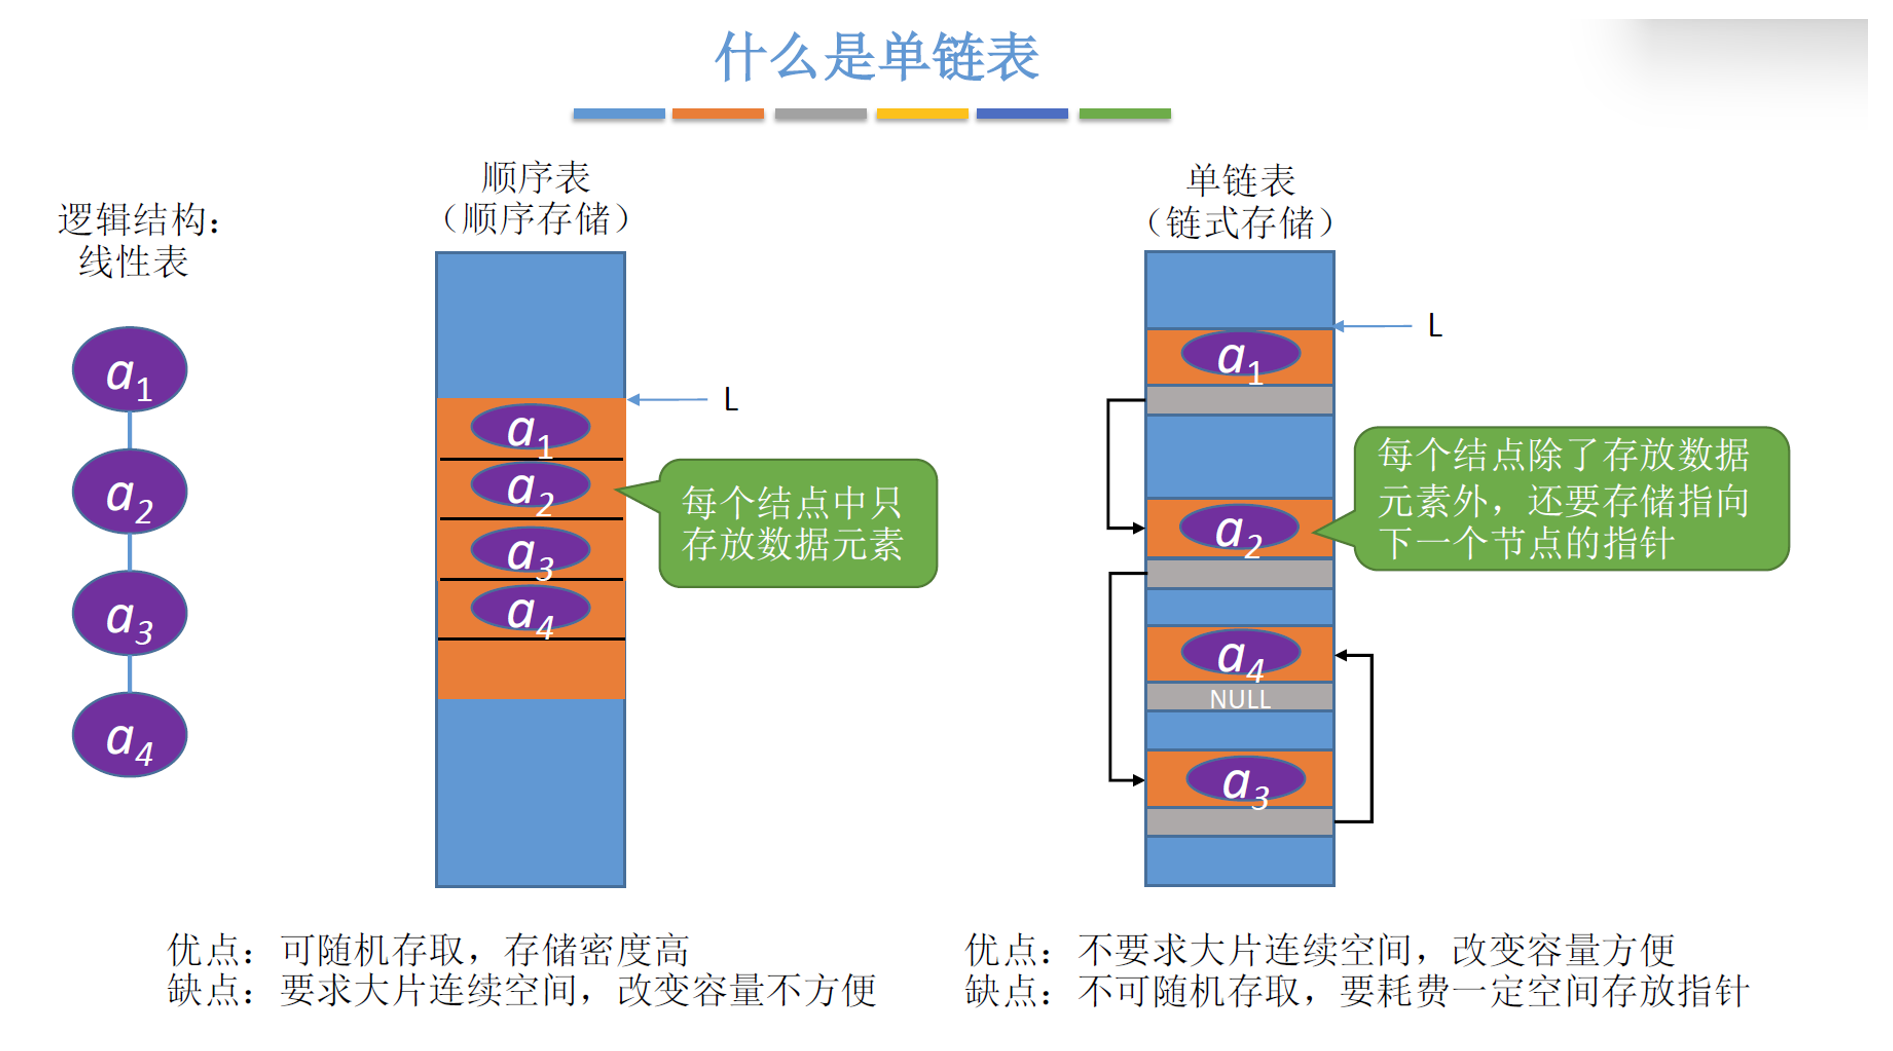 什么是单链表
逻辑结构：
线性表
a1
a2
a3
a4
顺序表
（顺序存储）
L
a1
a2
a3
a4
每个结点中只
存放数据元素
优点：可随机存取，存储密度高
缺点：要求大片连续空间，改变容量不方便
单链表
（链式存储）
L
a1
a2
a4
NULL
a3
每个结点除了存放数据
元素外，还要存储指向
下一个节点的指针
优点：不要求大片连续空间，改变容量方便
缺点：不可随机存取，要耗费一定空间存放指针